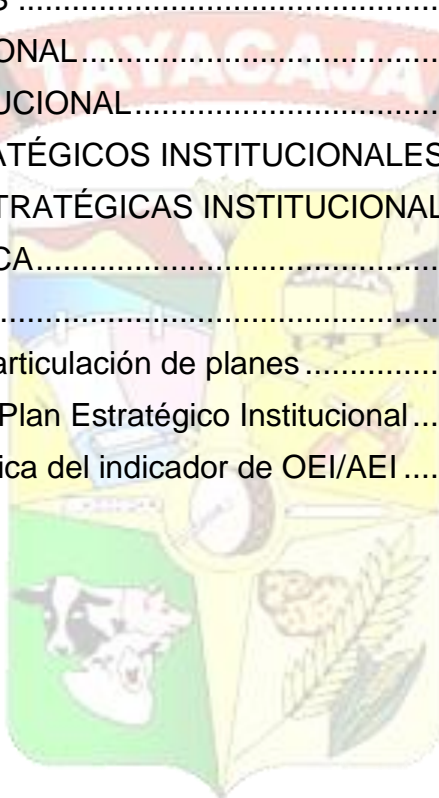 S ..........................................
TAYACAJA
ONAL ..................................
UCIONAL ............................
ATÉGICOS INSTITUCIONALES
TRATÉGICAS INSTITUCIONAL
CA .......................................
...........................................
articulación de planes ..............
Plan Estratégico Institucional ...
ica del indicador de OEI/AEI ....